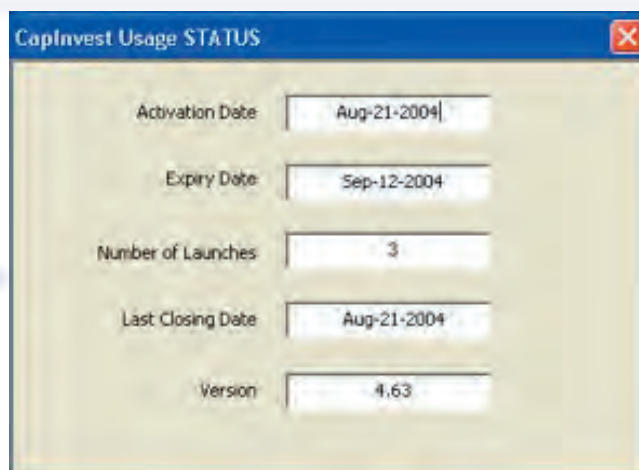 CapInvest Usage STATUS
Activation Date Aug-21-2004
Expiry Date Sep-12-2004
Number of Launches 3
Last Closing Date Aug-21-2004
Version 4.63